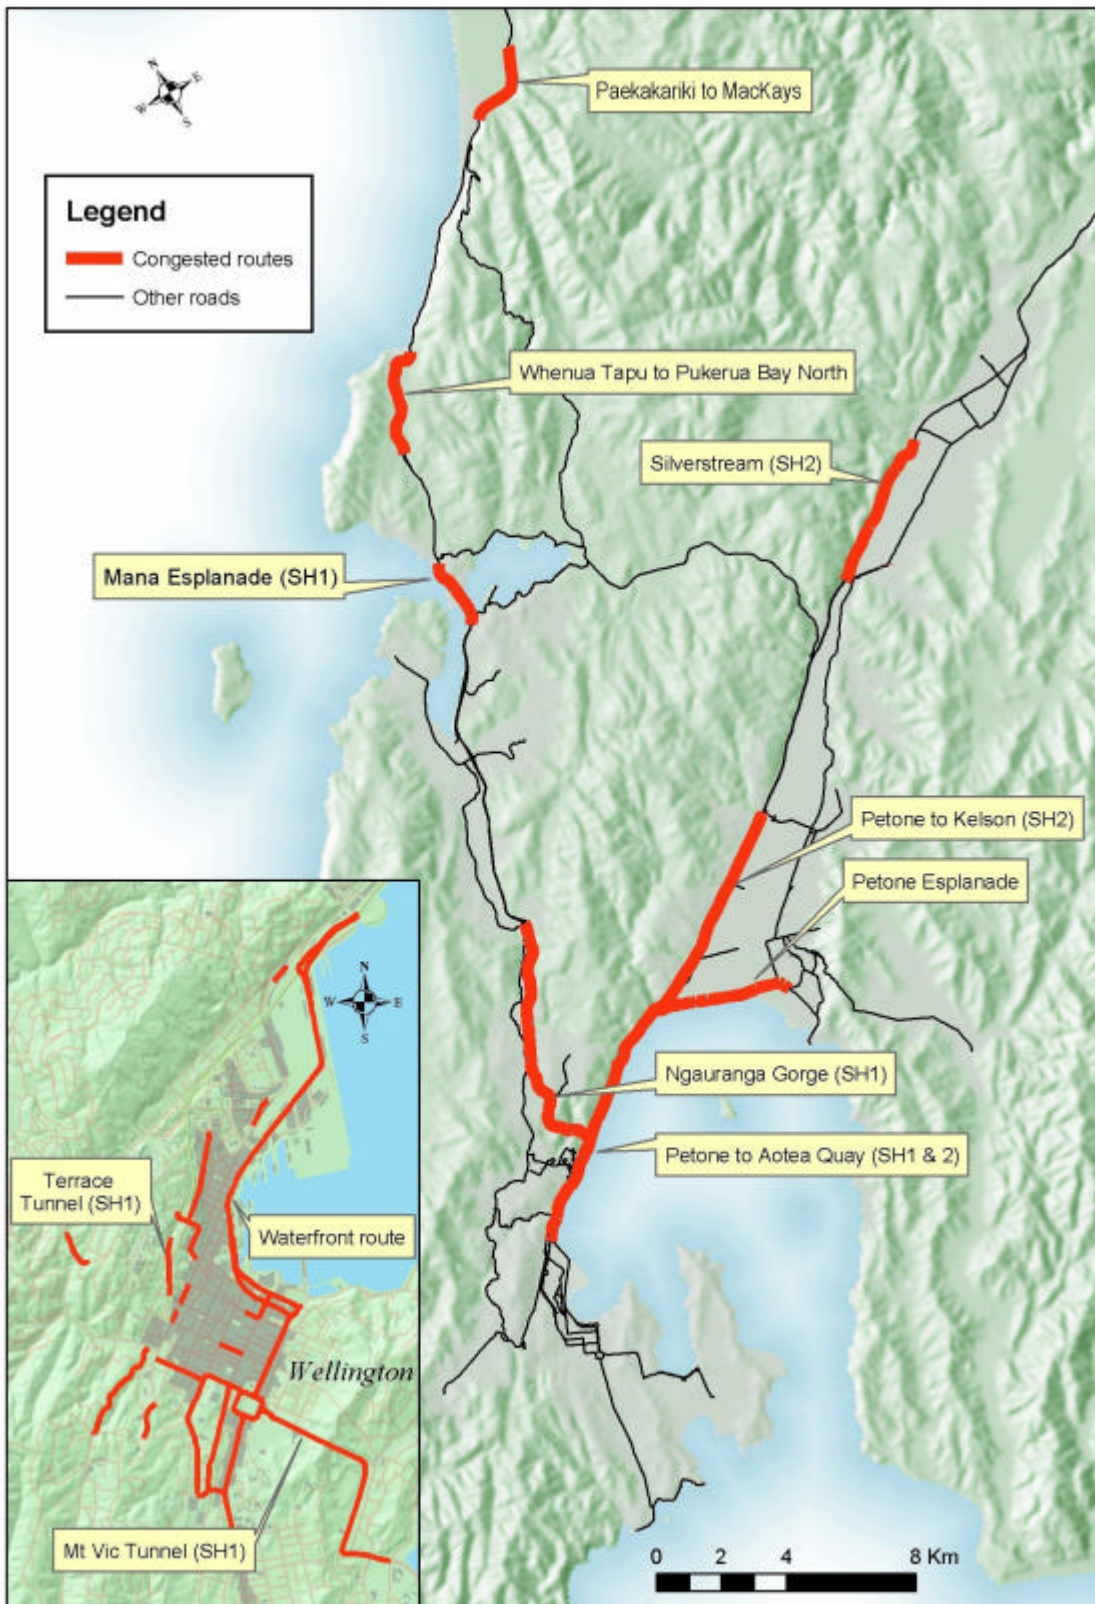 Paekakariki to MacKays
N
E
W
S
Legend
Congested routes
Other roads
Whenua Tapu to Pukerua Bay North
Silverstream (SH2)
Mana Esplanade (SH1)
Petone to Kelson (SH2)
Petone Esplanade
Ngauranga Gorge (SH1)
Petone to Aotea Quay (SH1 & 2)
N
W
E
S
Terrace
Tunnel (SH1)
Waterfront route
Wellington
Mt Vic Tunnel (SH1)
0 2 4 8 Km